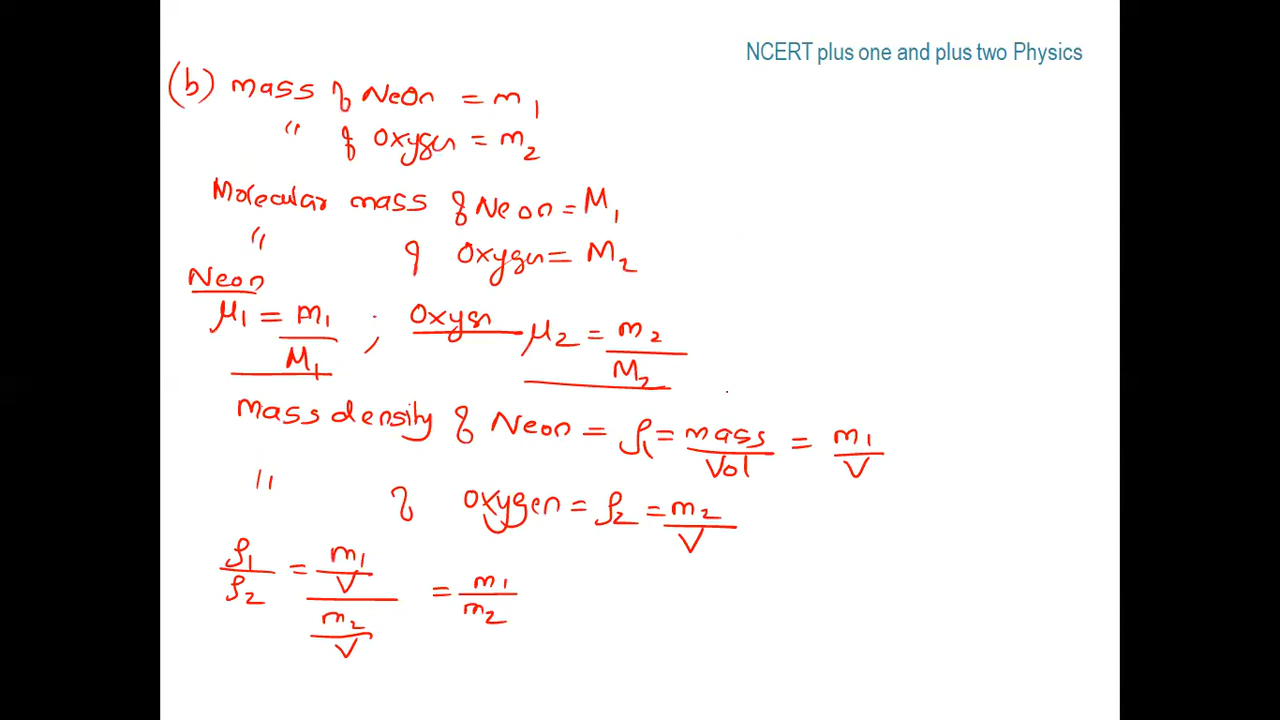 NCERT plus one and plus two Physics
(b) mass of Neon = m₁
" of Oxygen = m₂
Molecular mass of Neon = M₁
" of Oxygen = M₂
Neon
μ₁ = m₁/M₁ ; Oxygen μ₂ = m₂/M₂
Mass density of Neon = ρ₁ = mass/Vol = m₁/V
" of oxygen = ρ₂ = m₂/V
ρ₁/ρ₂ = (m₁/V)/(m₂/V) = m₁/m₂